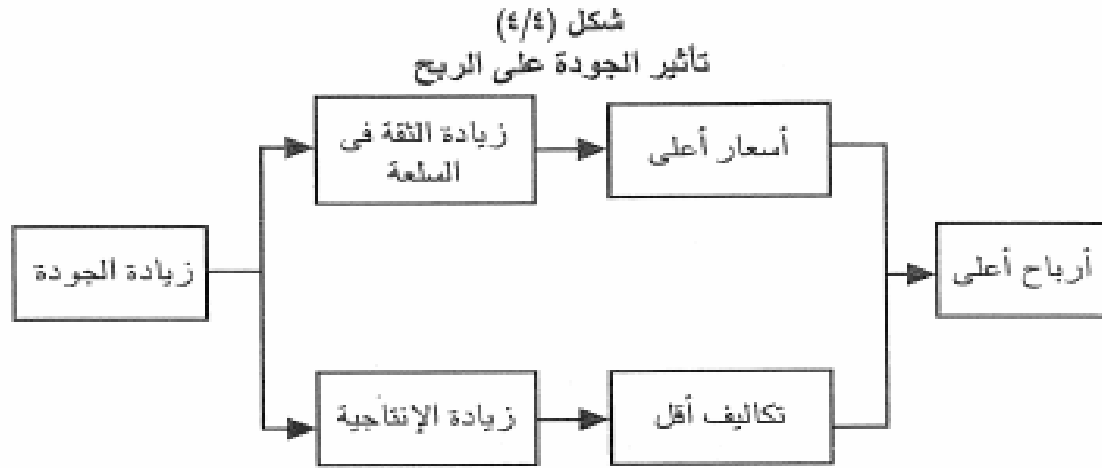 شكل (٤/٤)
تأثير الجودة على الربح
زيادة الثقة فى
السلعة
أسعار أعلى
زيادة الجودة
أرباح أعلى
زيادة الإنتاجية
تكاليف أقل